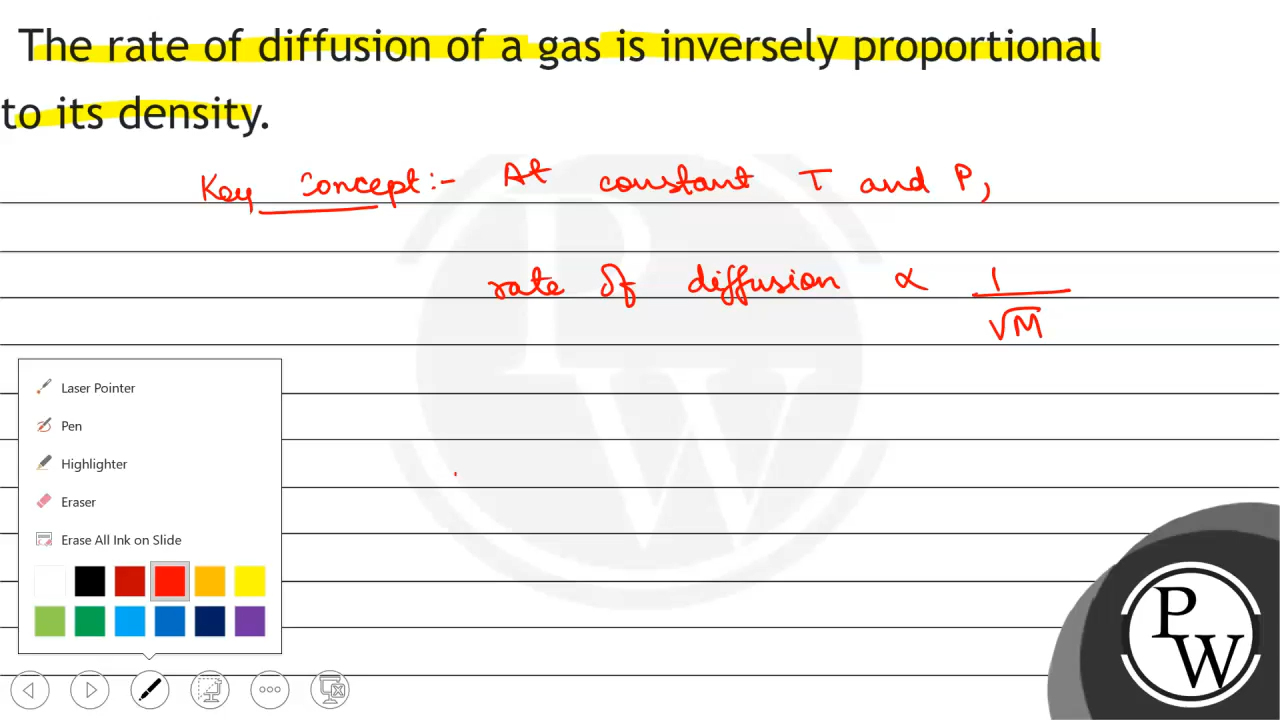 The rate of diffusion of a gas is inversely proportional
to its density.
Key Concept:- At constant T and P,
rate of diffusion ∝ 1/√M
Laser Pointer
Pen
Highlighter
Eraser
Erase All Ink on Slide
PW
PW